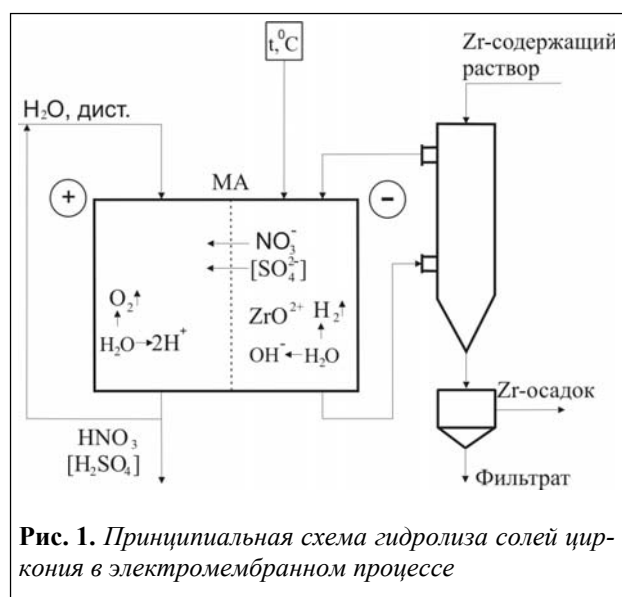 t,⁰C
Zr-содержащий
раствор
H₂O, дист.
+
МА
−
NO₃⁻
[SO₄²⁻]
O₂↑
ZrO²⁺ H₂↑
H₂O→2H⁺
OH⁻←H₂O
Zr-осадок
HNO₃
[H₂SO₄]
Фильтрат
Рис. 1. Принципиальная схема гидролиза солей цир-
кония в электромембранном процессе